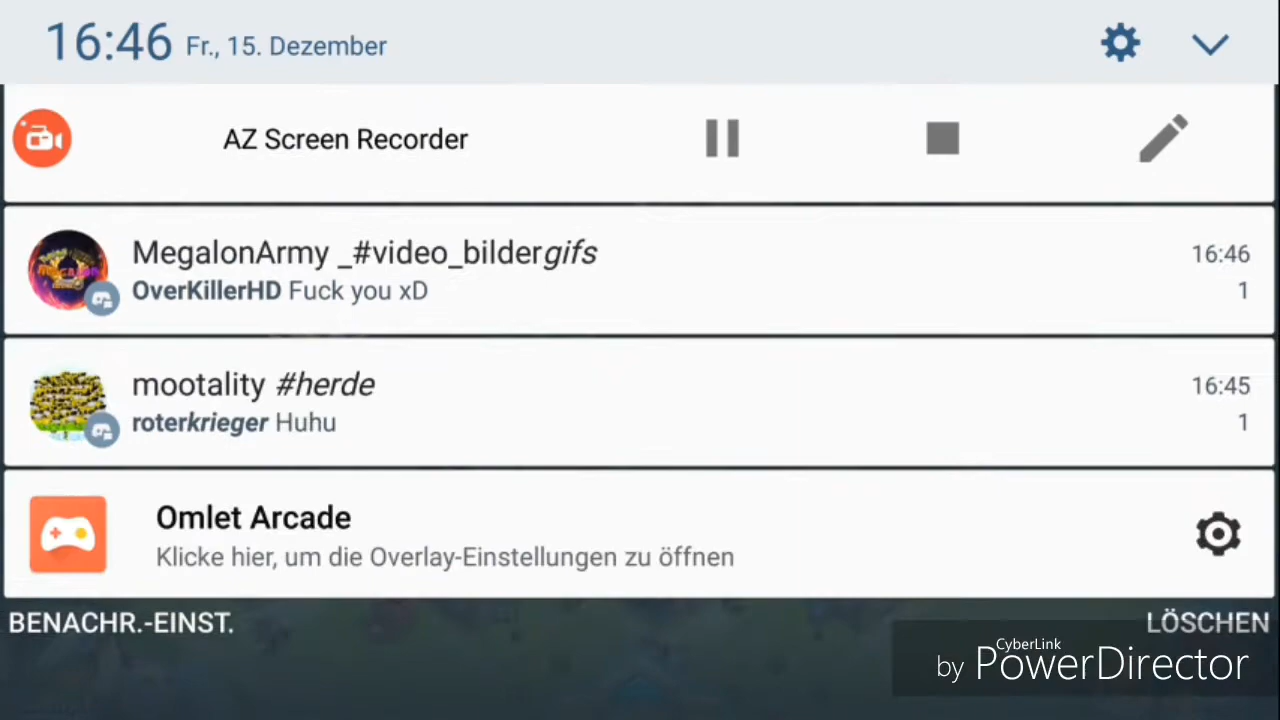 16:46 Fr., 15. Dezember
AZ Screen Recorder
MegalonArmy _#video_bildergifs 16:46
OverKillerHD Fuck you xD 1
mootality #herde 16:45
roterkrieger Huhu 1
Omlet Arcade
Klicke hier, um die Overlay-Einstellungen zu öffnen
BENACHR.-EINST. LÖSCHEN
CyberLink
by PowerDirector